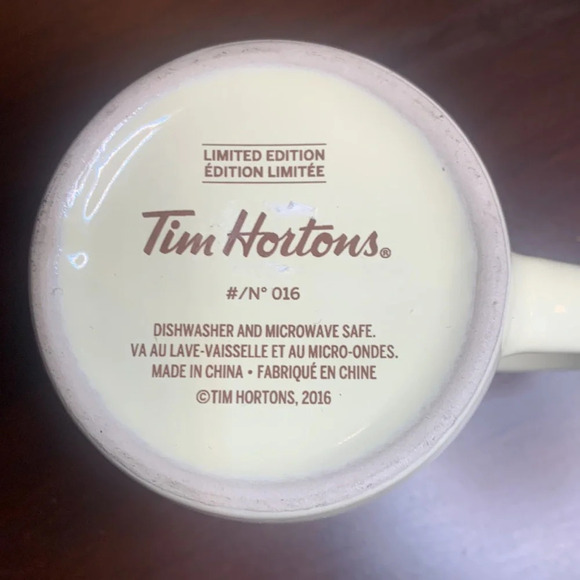 LIMITED EDITION
ÉDITION LIMITÉE
Tim Hortons®
#/N° 016
DISHWASHER AND MICROWAVE SAFE.
VA AU LAVE-VAISSELLE ET AU MICRO-ONDES.
MADE IN CHINA • FABRIQUÉ EN CHINE
©TIM HORTONS, 2016